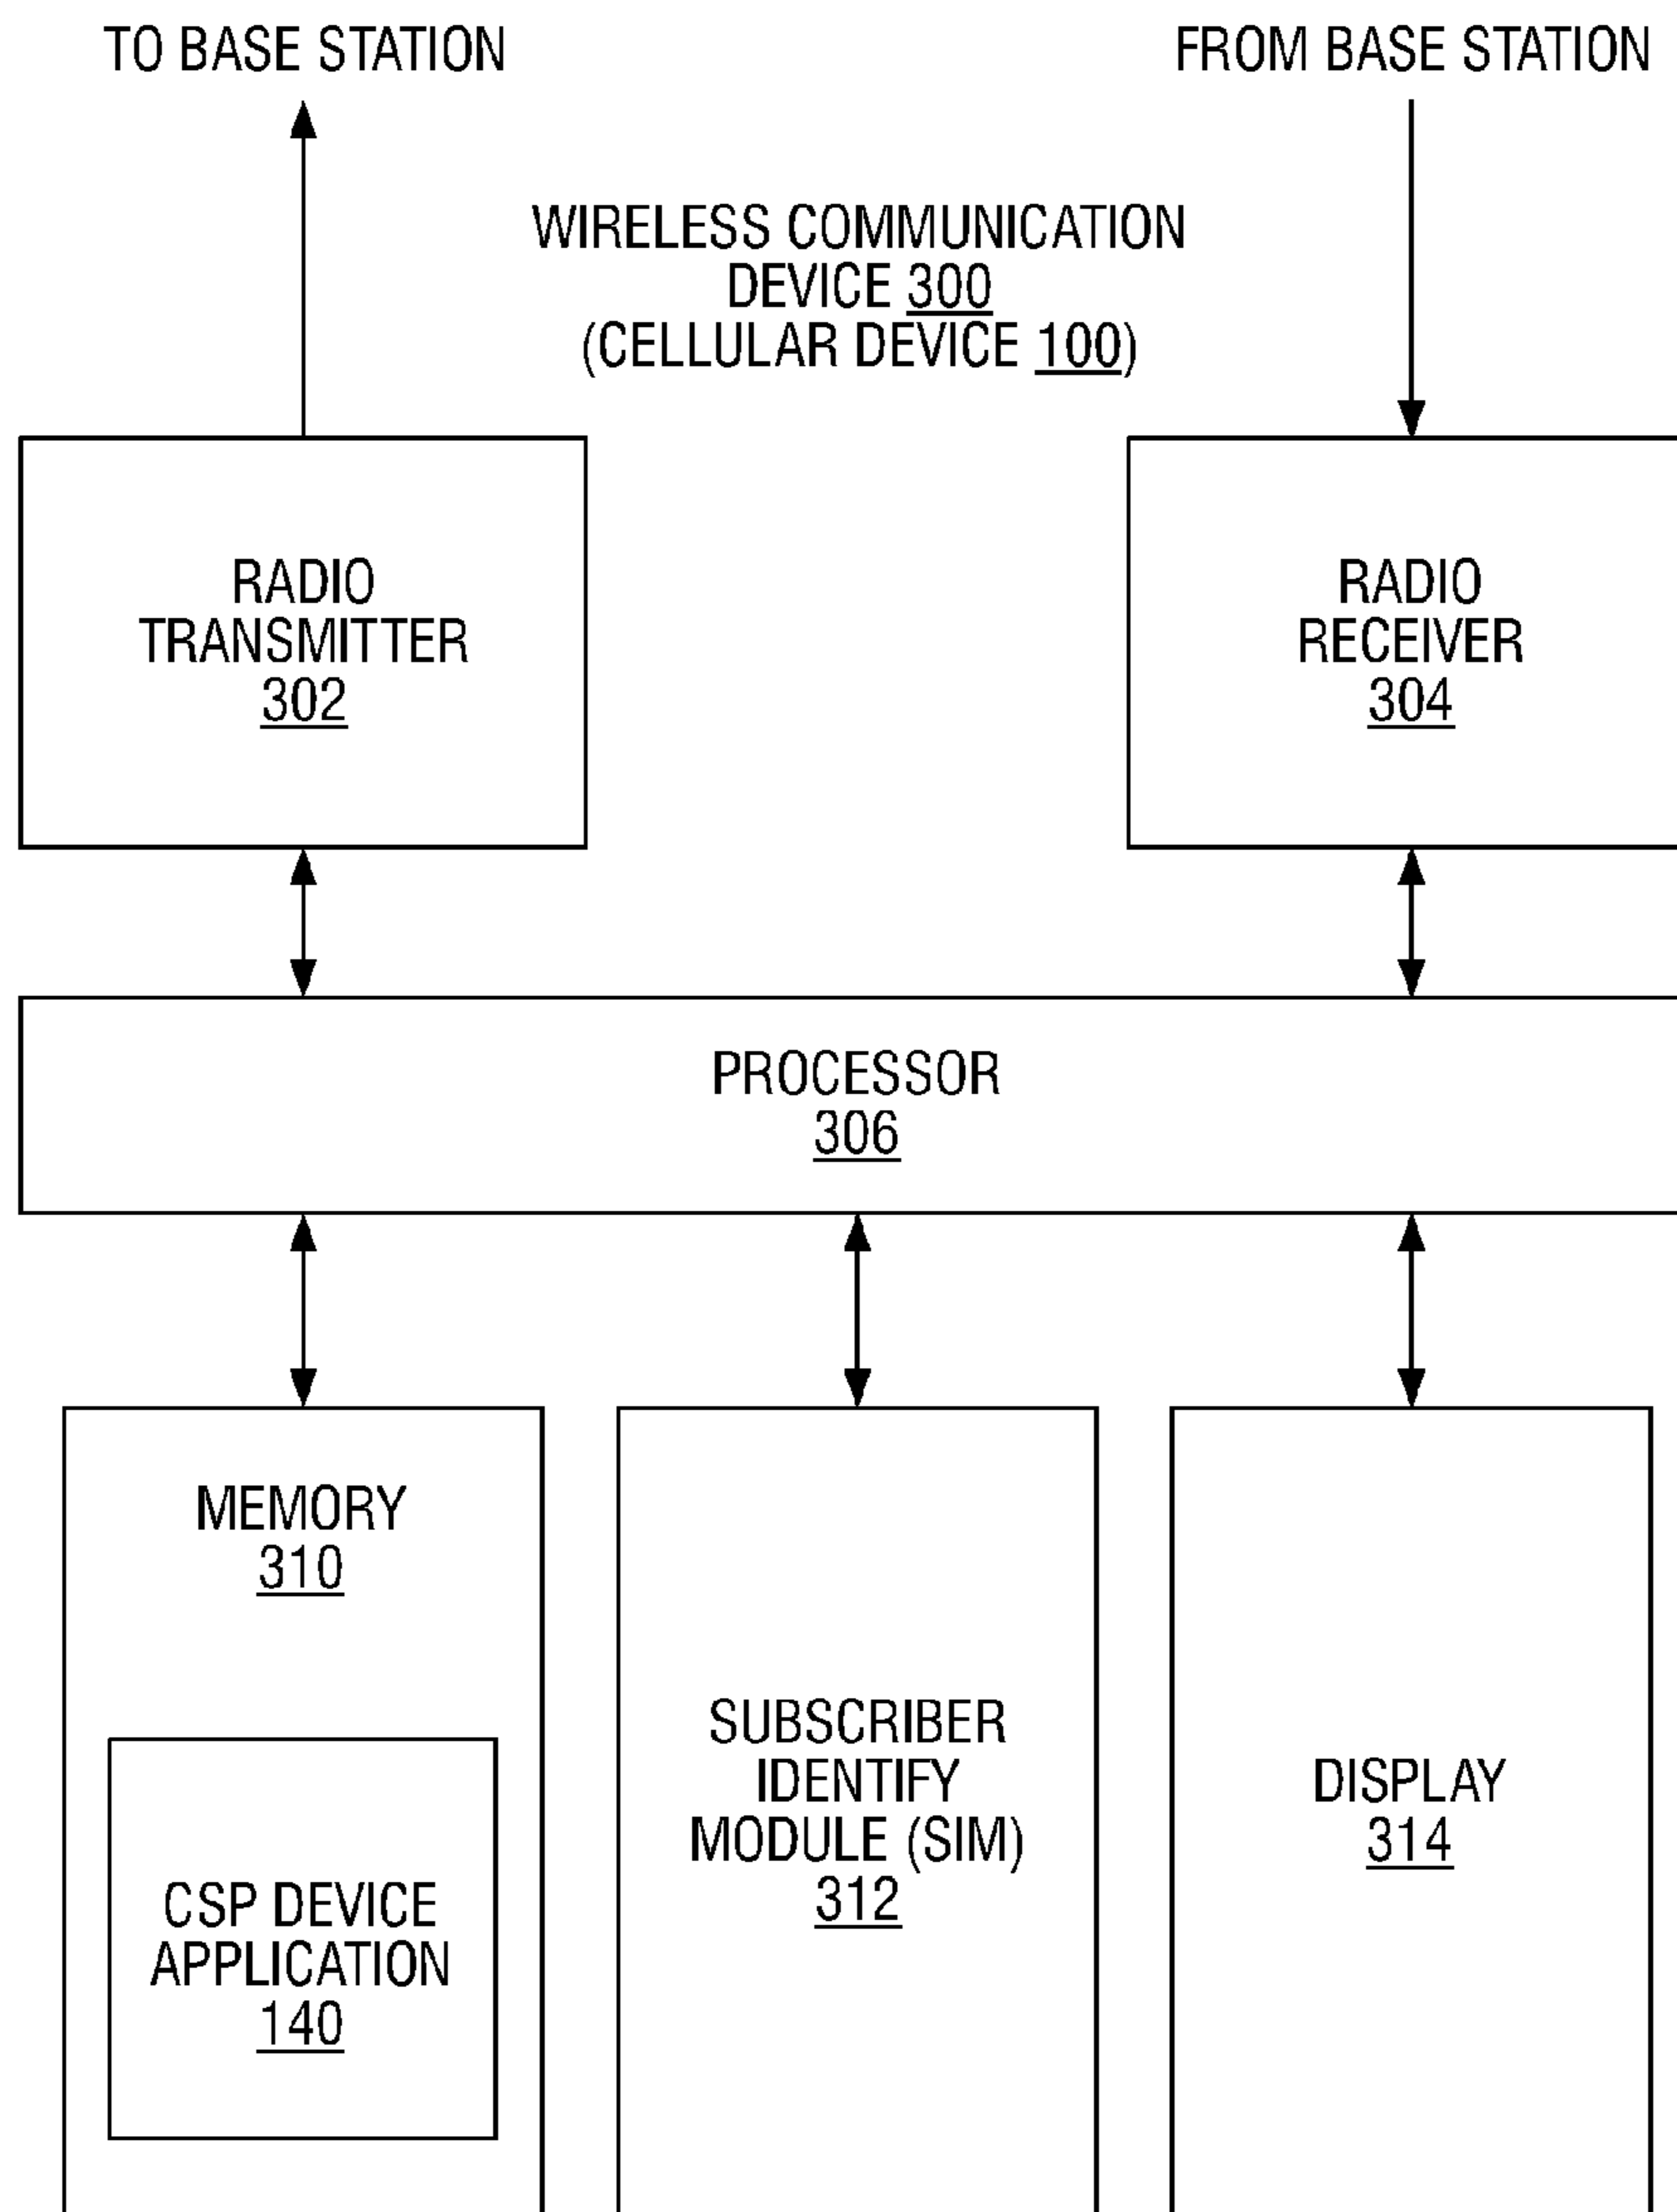 TO BASE STATION
FROM BASE STATION
WIRELESS COMMUNICATION
DEVICE 300
(CELLULAR DEVICE 100)
RADIO
TRANSMITTER
302
RADIO
RECEIVER
304
PROCESSOR
306
MEMORY
310
CSP DEVICE
APPLICATION
140
SUBSCRIBER
IDENTIFY
MODULE (SIM)
312
DISPLAY
314